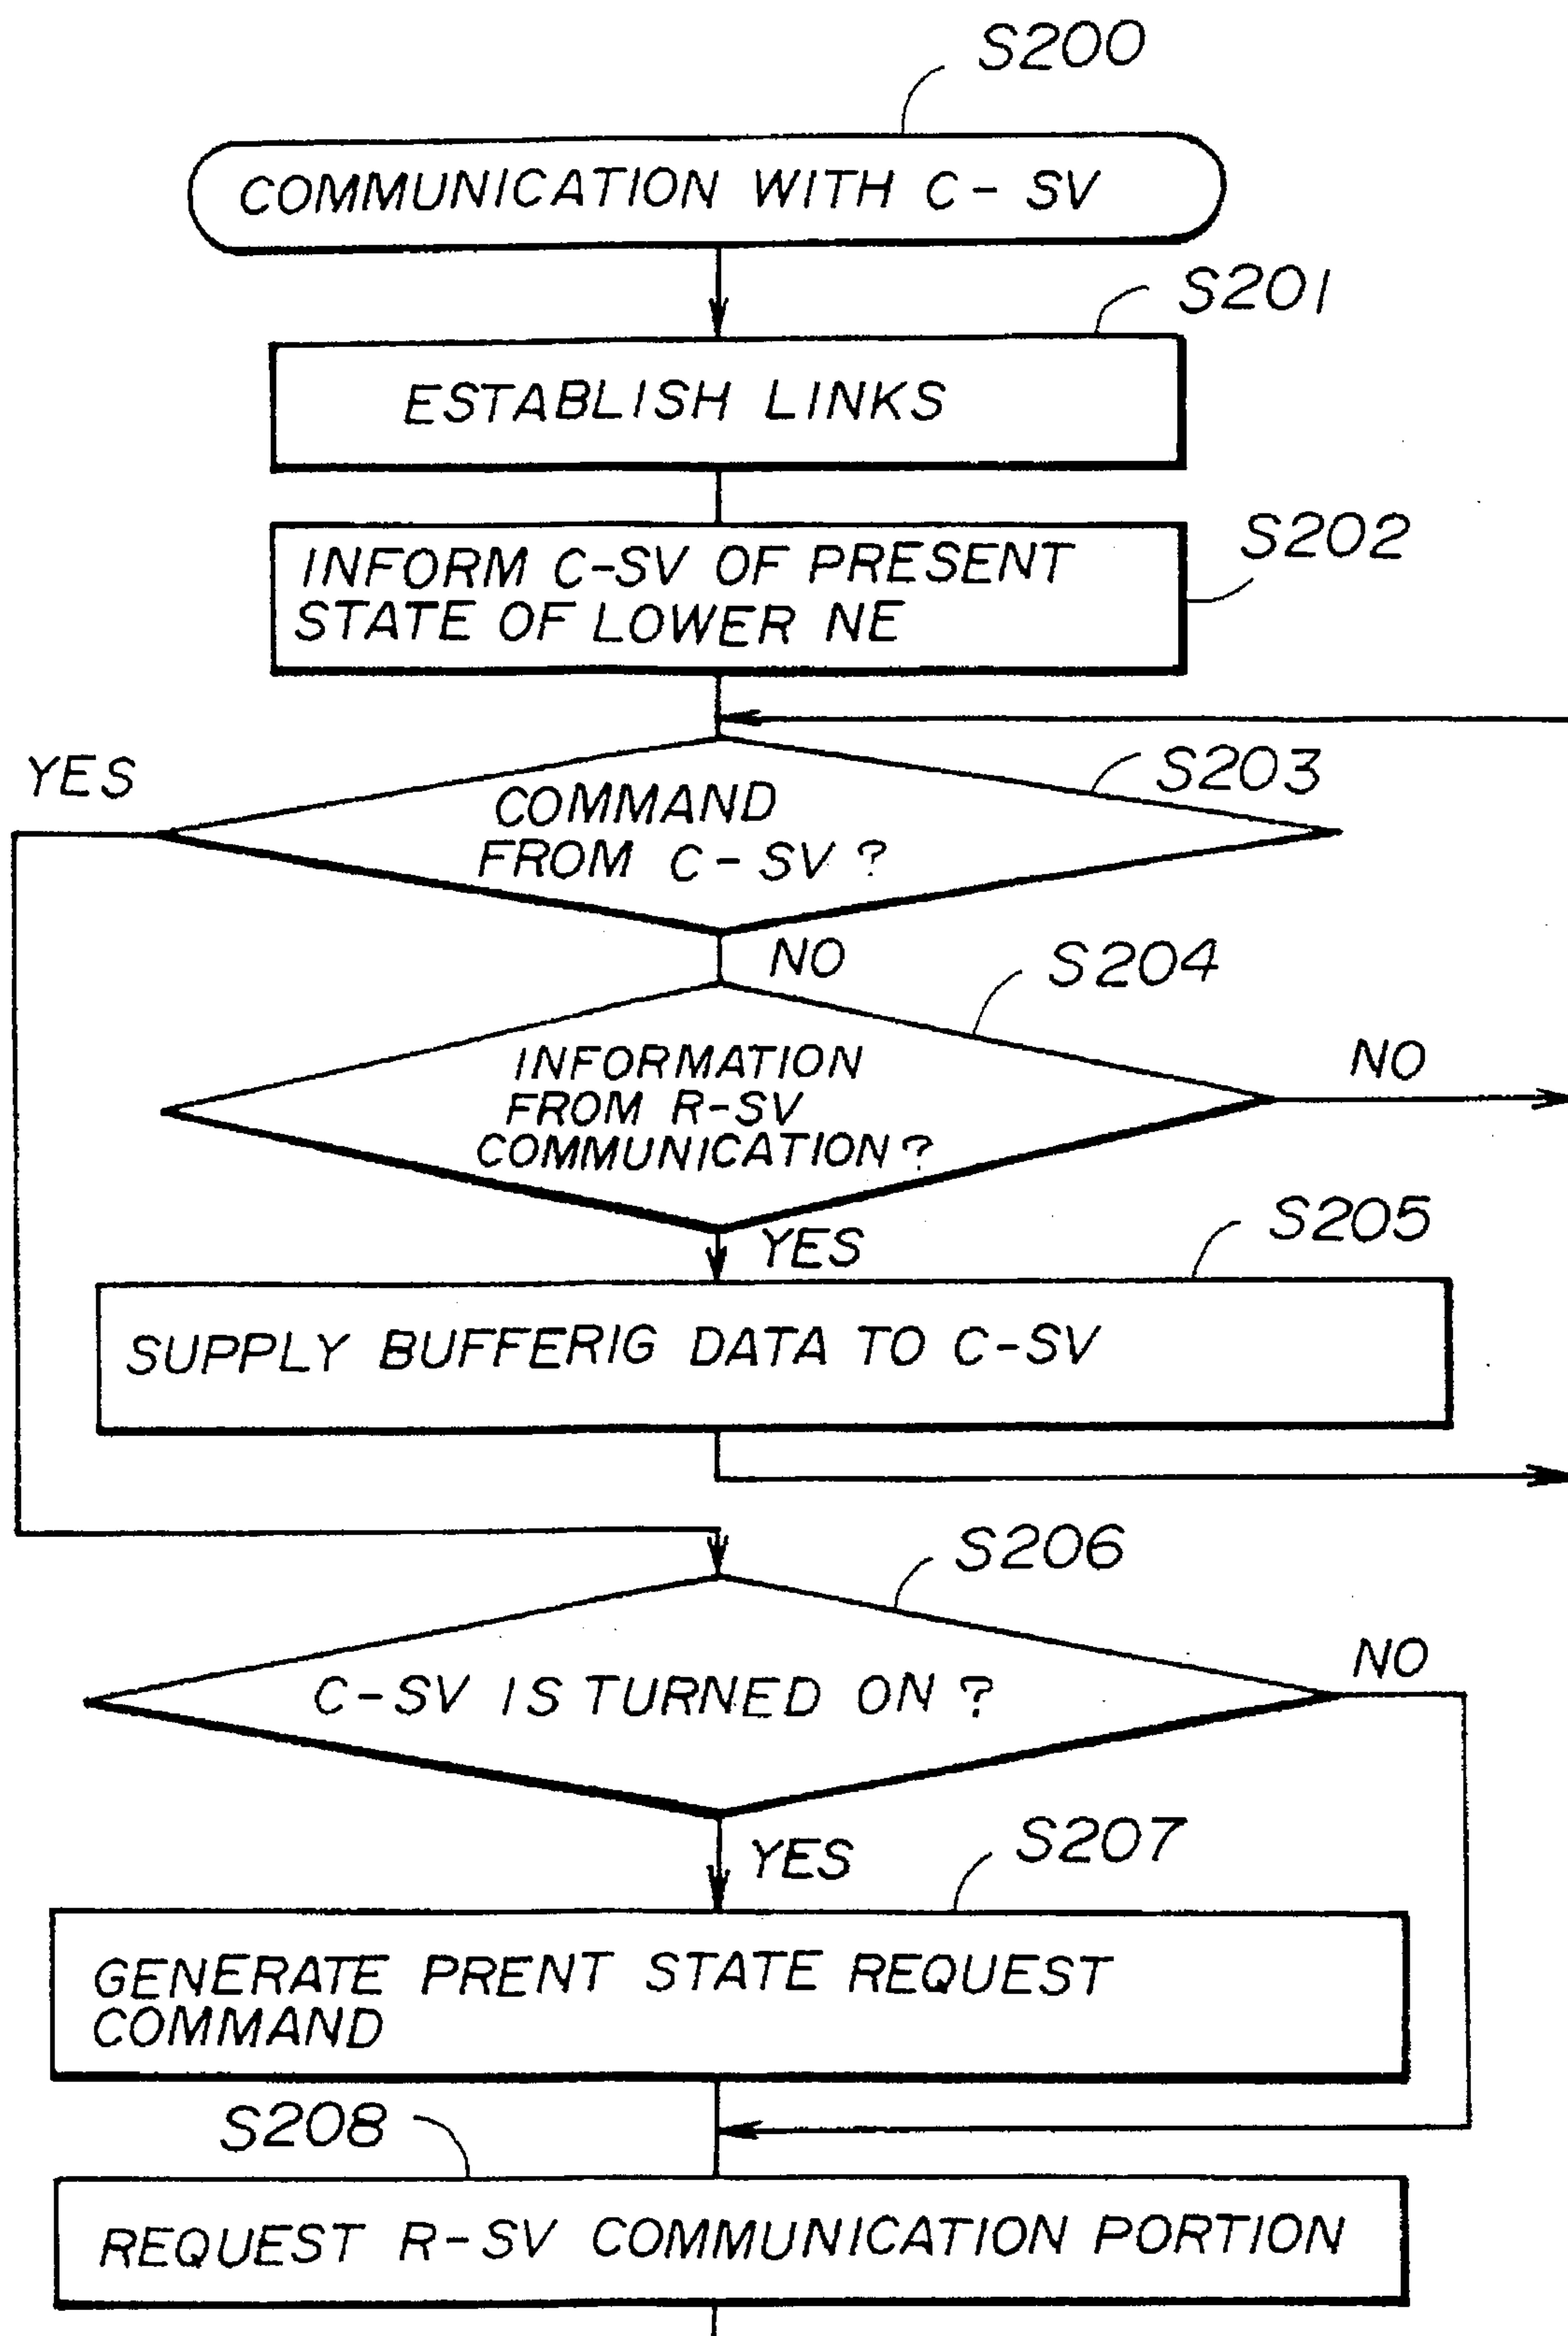 S200
COMMUNICATION WITH C-SV
S201
ESTABLISH LINKS
S202
INFORM C-SV OF PRESENT
STATE OF LOWER NE
YES
S203
COMMAND
FROM C-SV?
NO
S204
INFORMATION
FROM R-SV
COMMUNICATION?
NO
YES
S205
SUPPLY BUFFERIG DATA TO C-SV
S206
C-SV IS TURNED ON?
NO
YES
S207
GENERATE PRENT STATE REQUEST
COMMAND
S208
REQUEST R-SV COMMUNICATION PORTION